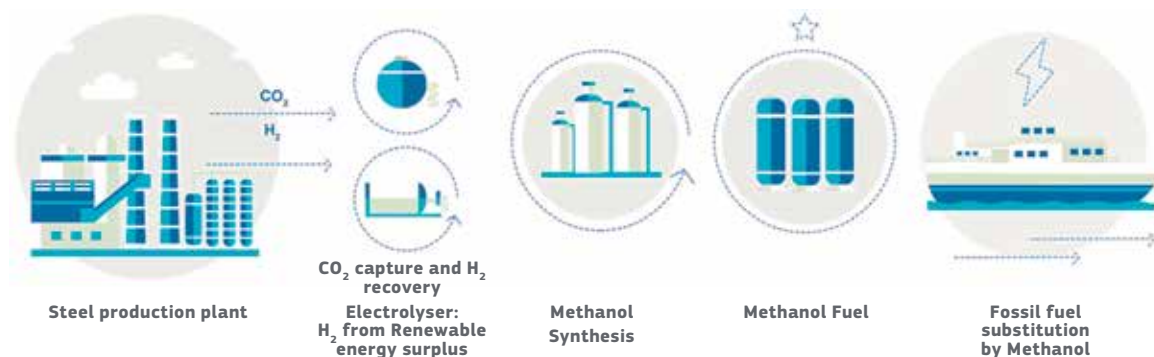 CO₂
H₂
CO₂ capture and H₂
recovery
Steel production plant
Electrolyser:
H₂ from Renewable
energy surplus
Methanol
Synthesis
Methanol Fuel
Fossil fuel
substitution
by Methanol